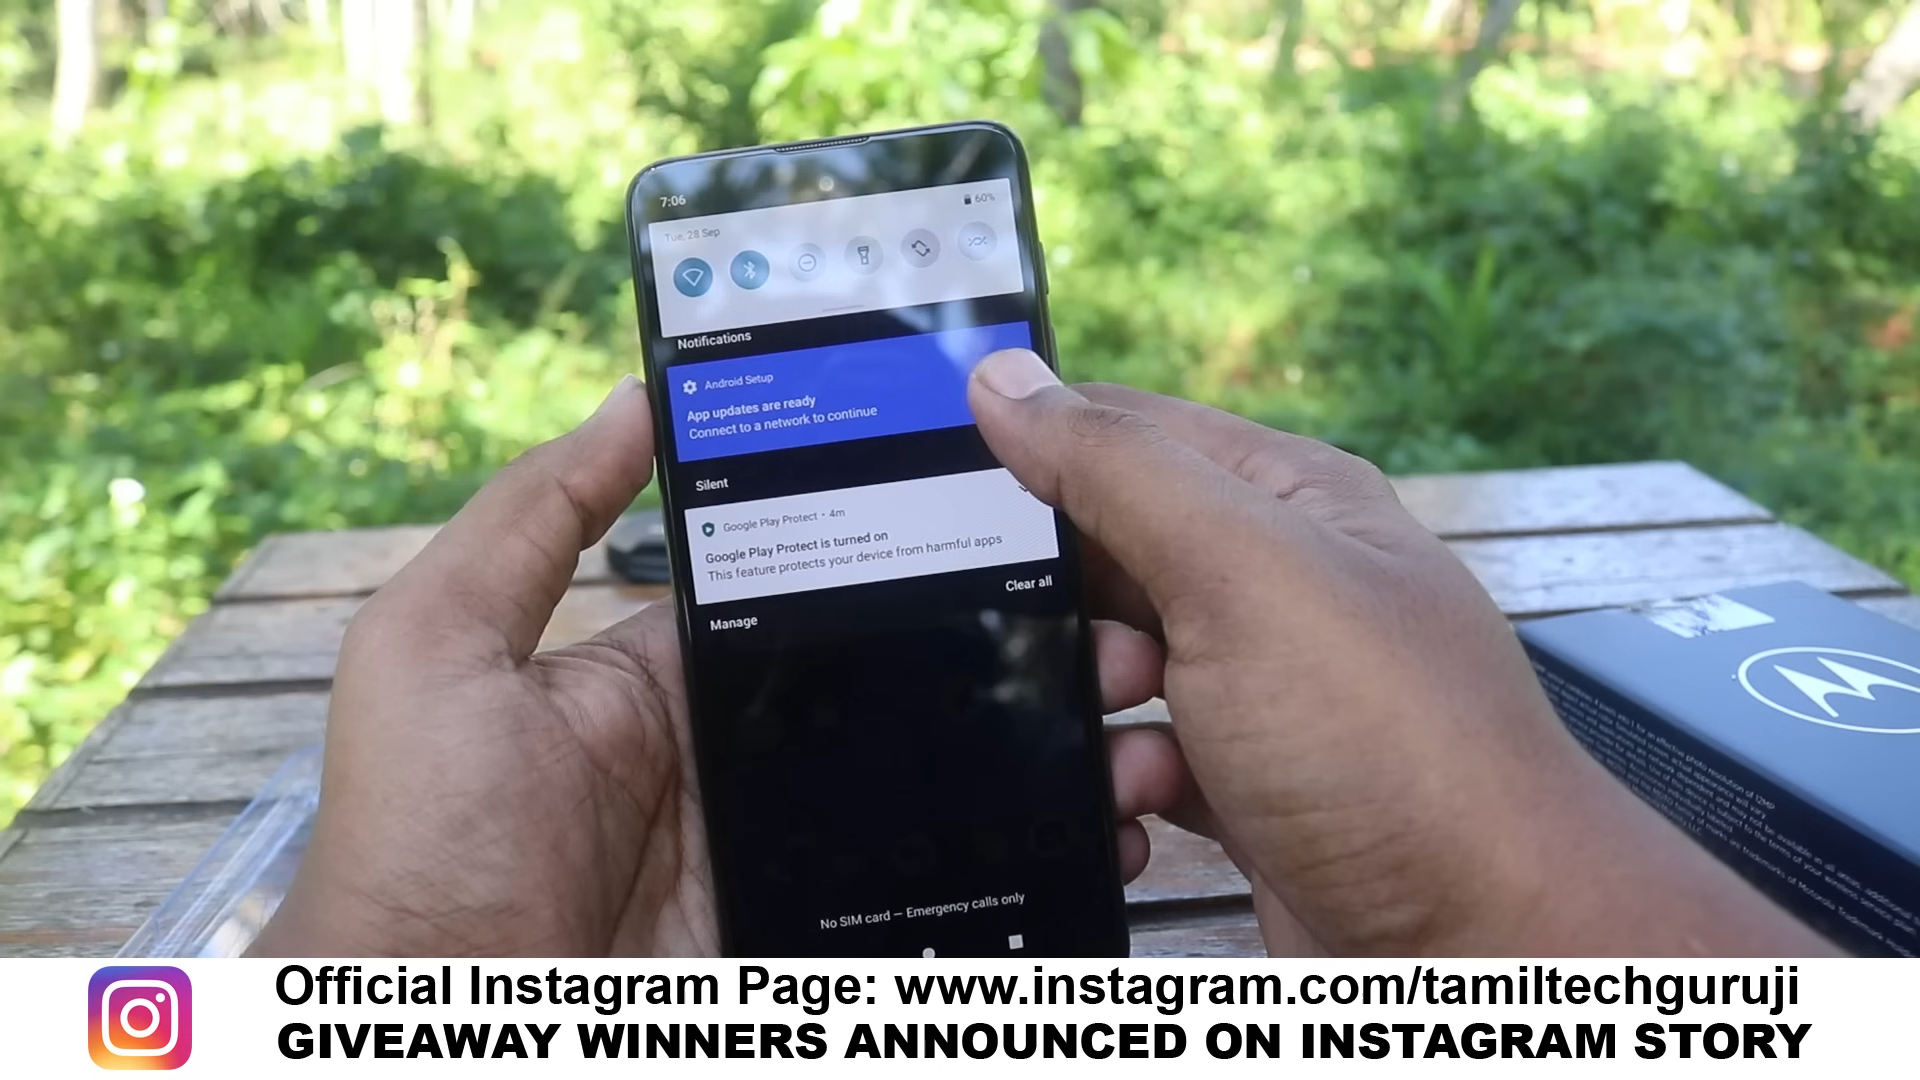 7:06
60%
Tue, 28 Sep
Notifications
Android Setup
App updates are ready
Connect to a network to continue
Silent
Google Play Protect • 4m
Google Play Protect is turned on
This feature protects your device from harmful apps
Clear all
Manage
No SIM card — Emergency calls only
Official Instagram Page: www.instagram.com/tamiltechguruji
GIVEAWAY WINNERS ANNOUNCED ON INSTAGRAM STORY